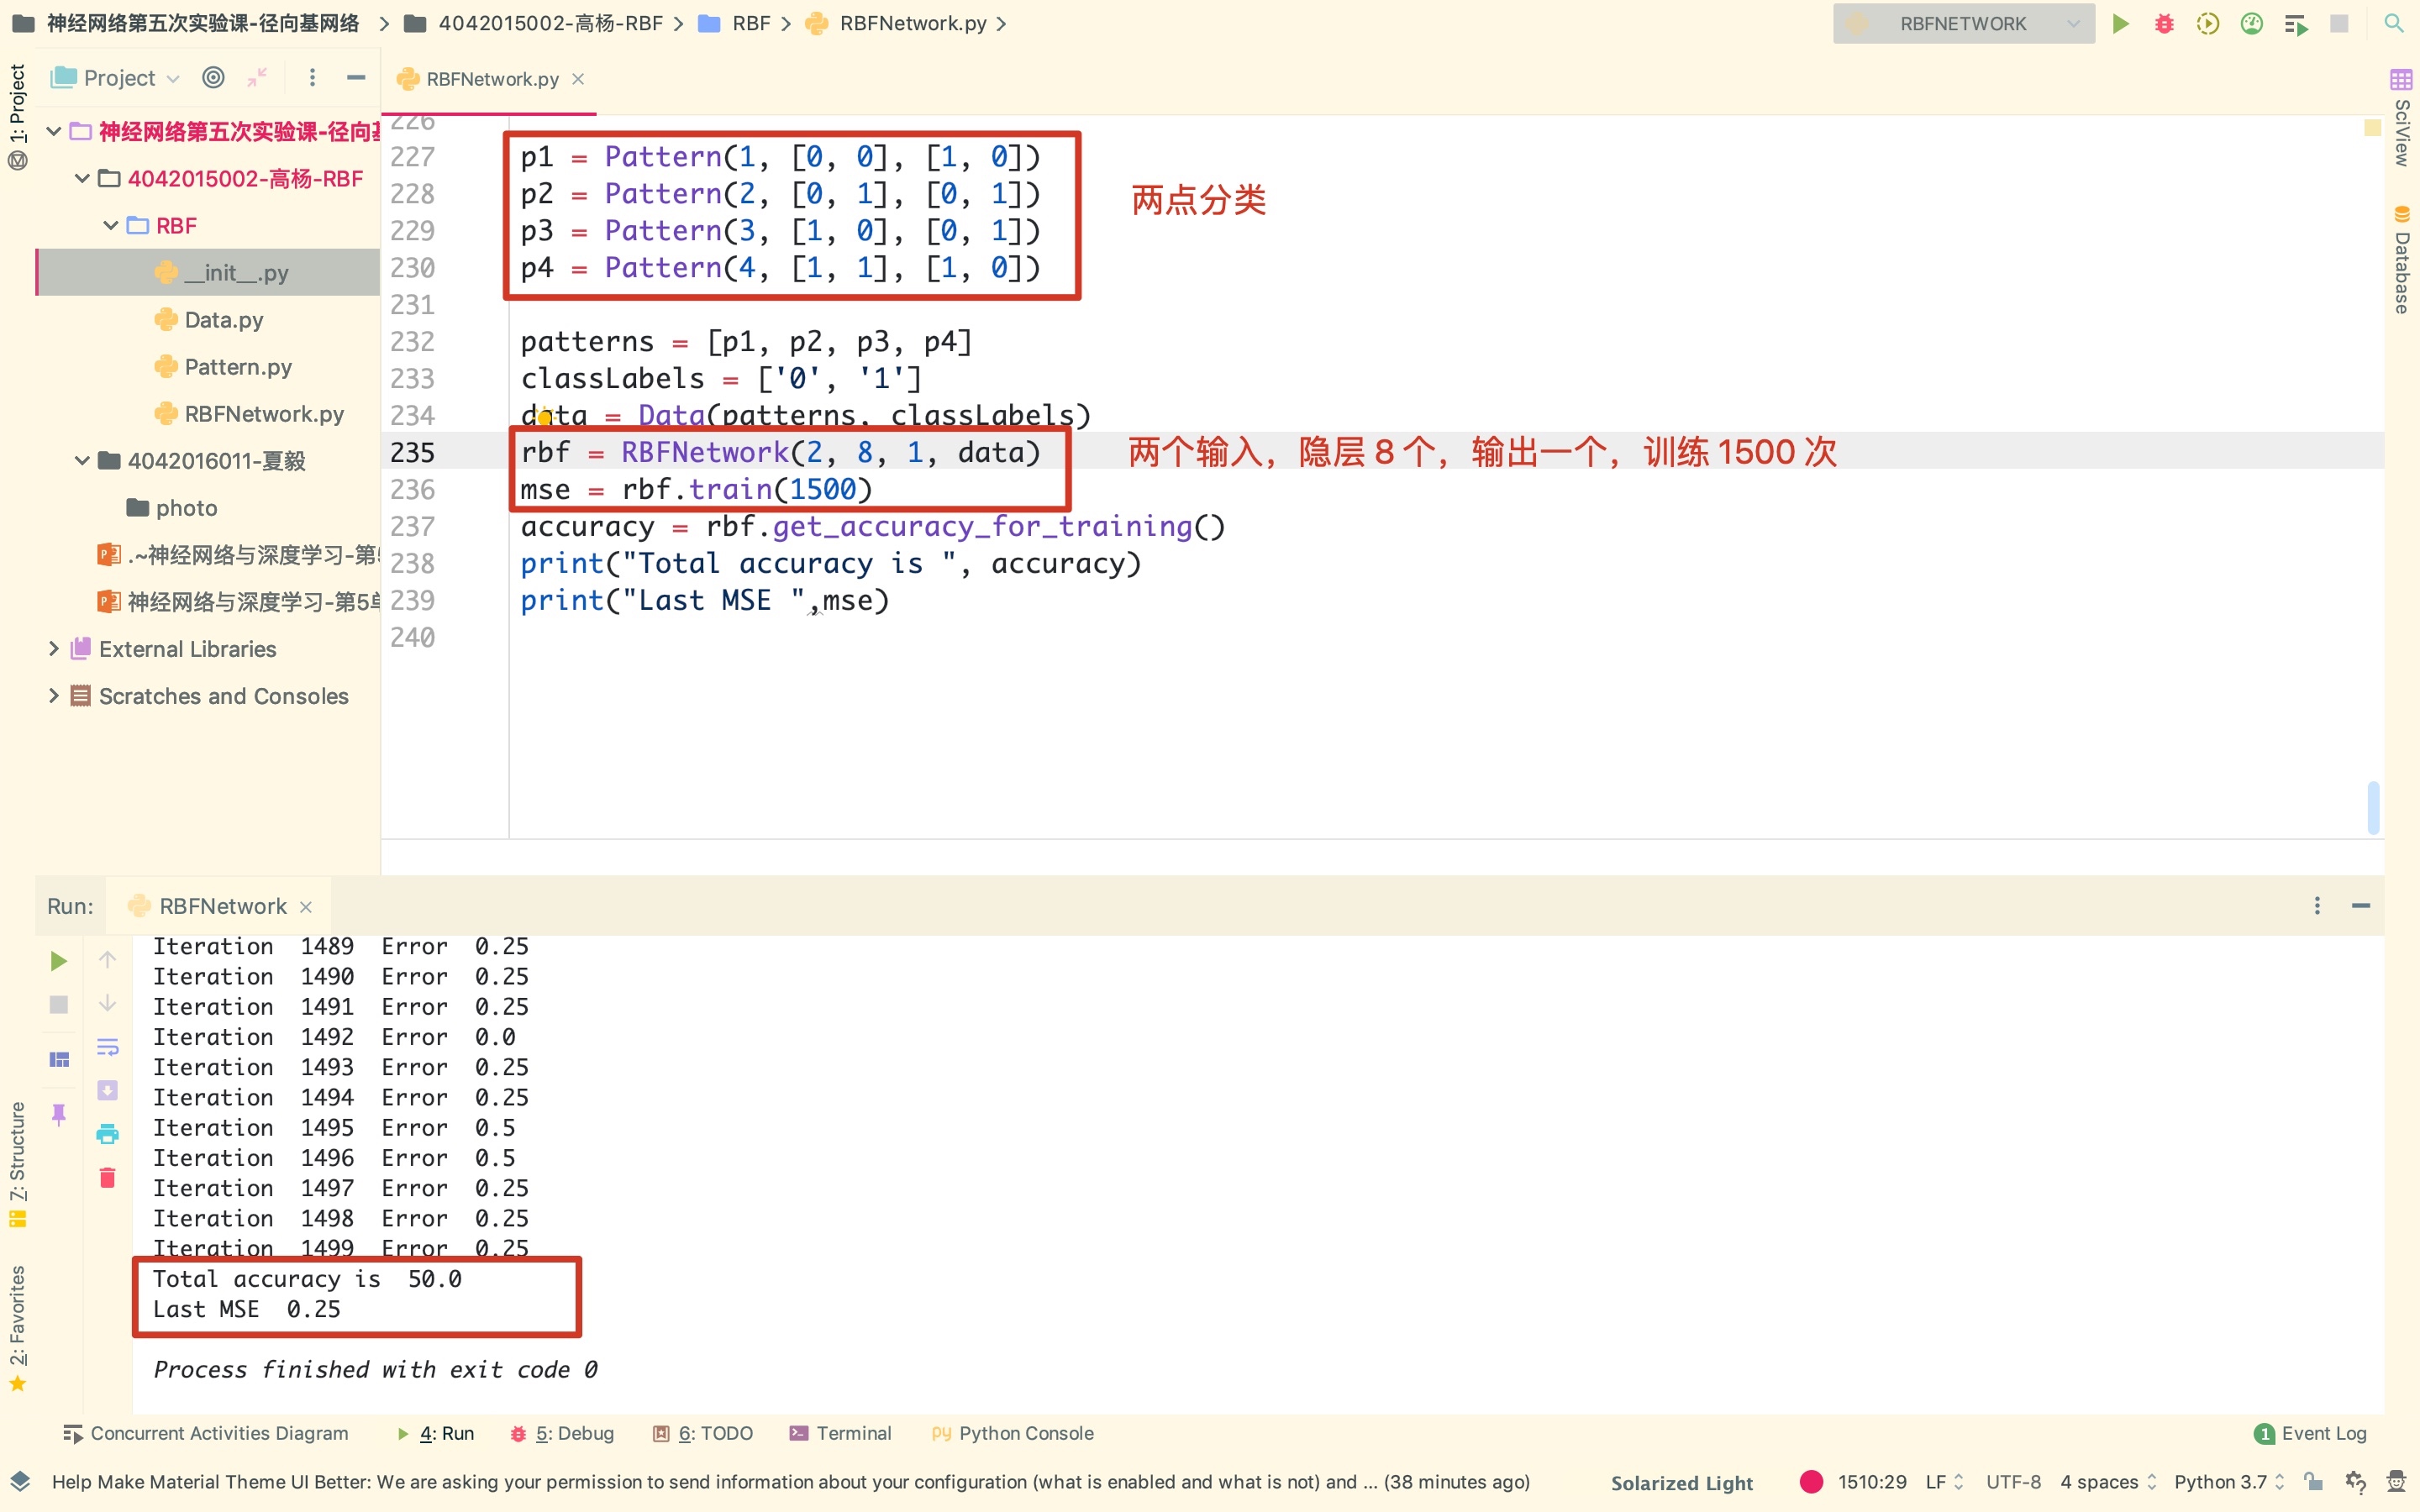 神经网络第五次实验课-径向基网络 4042015002-高杨-RBF RBF RBFNetwork.py
RBFNETWORK
1: Project
Project
RBFNetwork.py
神经网络第五次实验课-径向
4042015002-高杨-RBF
RBF
__init__.py
Data.py
Pattern.py
RBFNetwork.py
4042016011-夏毅
photo
.~神经网络与深度学习-第
神经网络与深度学习-第5
External Libraries
Scratches and Consoles
226
227 p1 = Pattern(1, [0, 0], [1, 0])
228 p2 = Pattern(2, [0, 1], [0, 1])
两点分类
229 p3 = Pattern(3, [1, 0], [0, 1])
230 p4 = Pattern(4, [1, 1], [1, 0])
231
232 patterns = [p1, p2, p3, p4]
233 classLabels = ['0', '1']
234 data = Data(patterns, classLabels)
235 rbf = RBFNetwork(2, 8, 1, data)
两个输入，隐层 8 个，输出一个，训练 1500 次
236 mse = rbf.train(1500)
237 accuracy = rbf.get_accuracy_for_training()
238 print("Total accuracy is ", accuracy)
239 print("Last MSE ",mse)
240
SciView
Database
Run: RBFNetwork
Iteration 1489 Error 0.25
Iteration 1490 Error 0.25
Iteration 1491 Error 0.25
Iteration 1492 Error 0.0
Iteration 1493 Error 0.25
Iteration 1494 Error 0.25
Iteration 1495 Error 0.5
Iteration 1496 Error 0.5
Iteration 1497 Error 0.25
Iteration 1498 Error 0.25
Iteration 1499 Error 0.25
Total accuracy is 50.0
Last MSE 0.25
Process finished with exit code 0
7: Structure
2: Favorites
Concurrent Activities Diagram 4: Run 5: Debug 6: TODO Terminal Python Console 1 Event Log
Help Make Material Theme UI Better: We are asking your permission to send information about your configuration (what is enabled and what is not) and ... (38 minutes ago) Solarized Light 1510:29 LF UTF-8 4 spaces Python 3.7